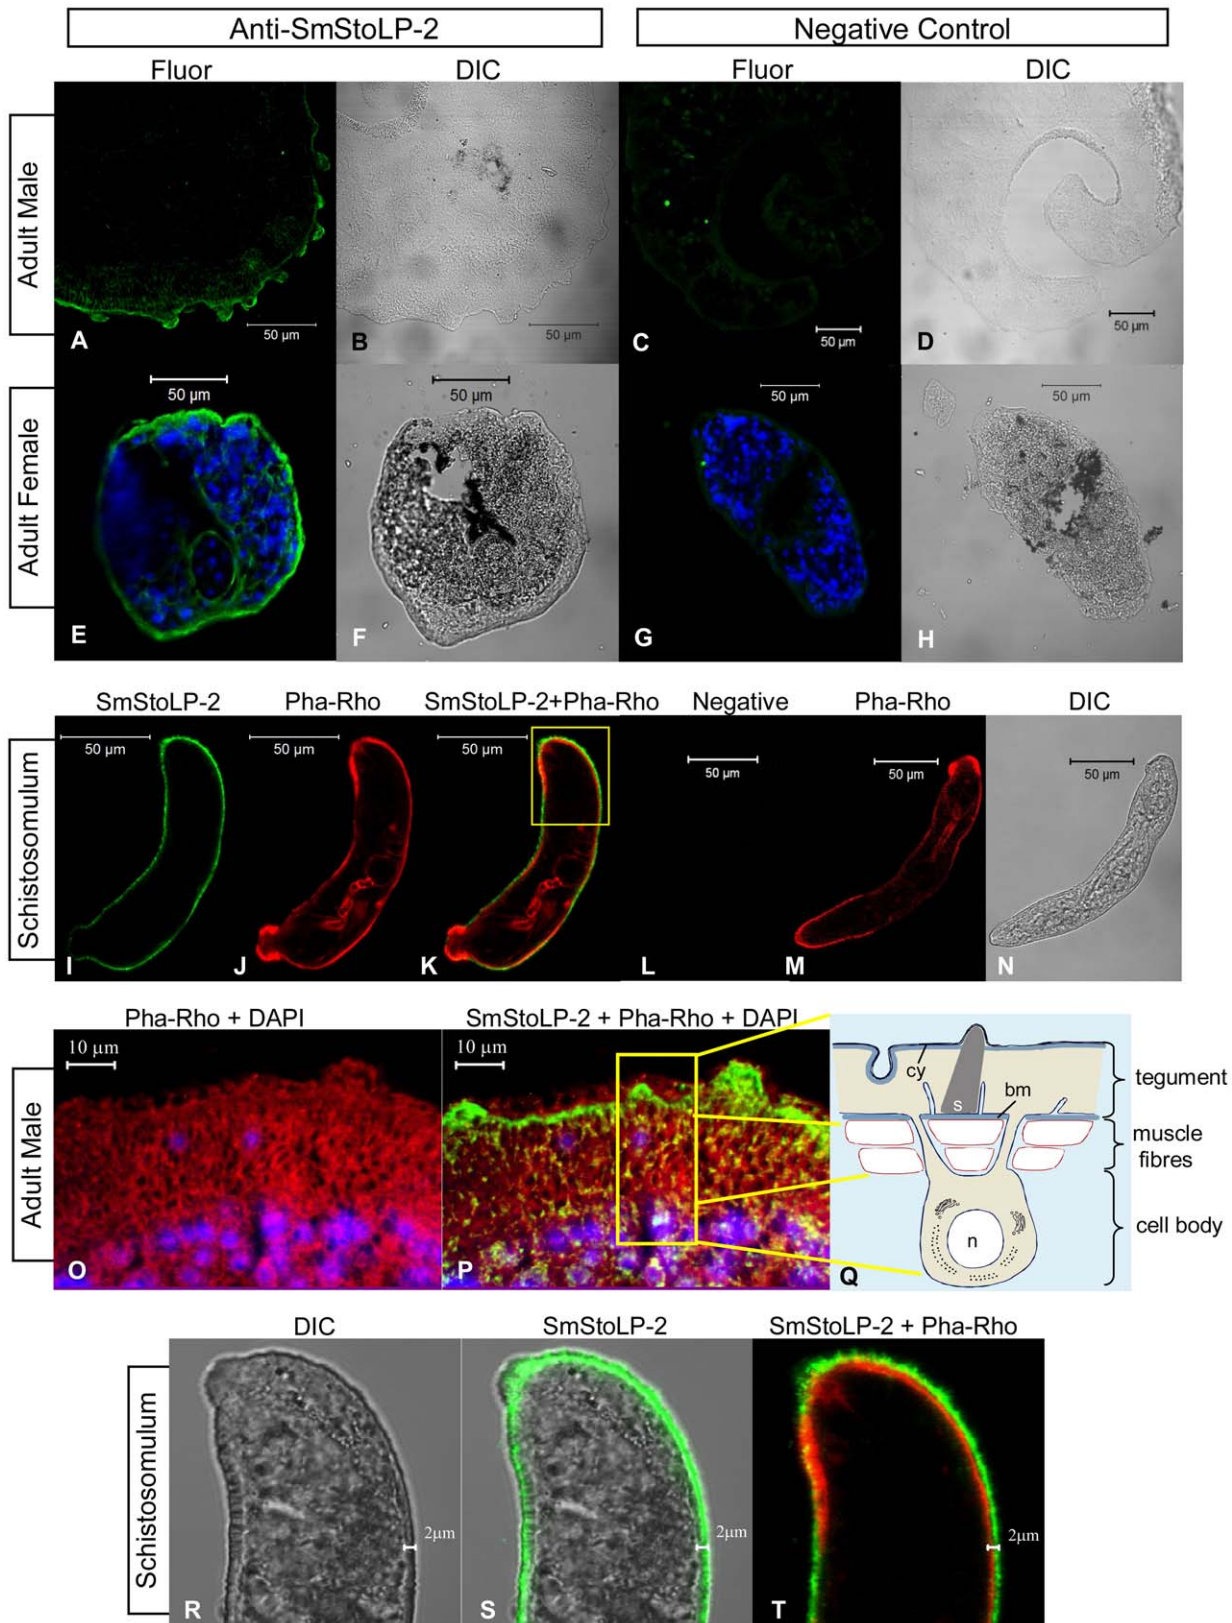 Anti-SmStoLP-2 Negative Control
Fluor DIC Fluor DIC
Adult Male
50 µm 50 µm 50 µm 50 µm
A B C D
Adult Female
50 µm 50 µm 50 µm 50 µm
E F G H
SmStoLP-2 Pha-Rho SmStoLP-2+Pha-Rho Negative Pha-Rho DIC
Schistosomulum
50 µm 50 µm 50 µm 50 µm 50 µm 50 µm
I J K L M N
Pha-Rho + DAPI SmStoLP-2 + Pha-Rho + DAPI
Adult Male
10 µm 10 µm
cy
s
bm
n
tegument
muscle
fibres
cell body
O P Q
DIC SmStoLP-2 SmStoLP-2 + Pha-Rho
Schistosomulum
2µm 2µm 2µm
R S T